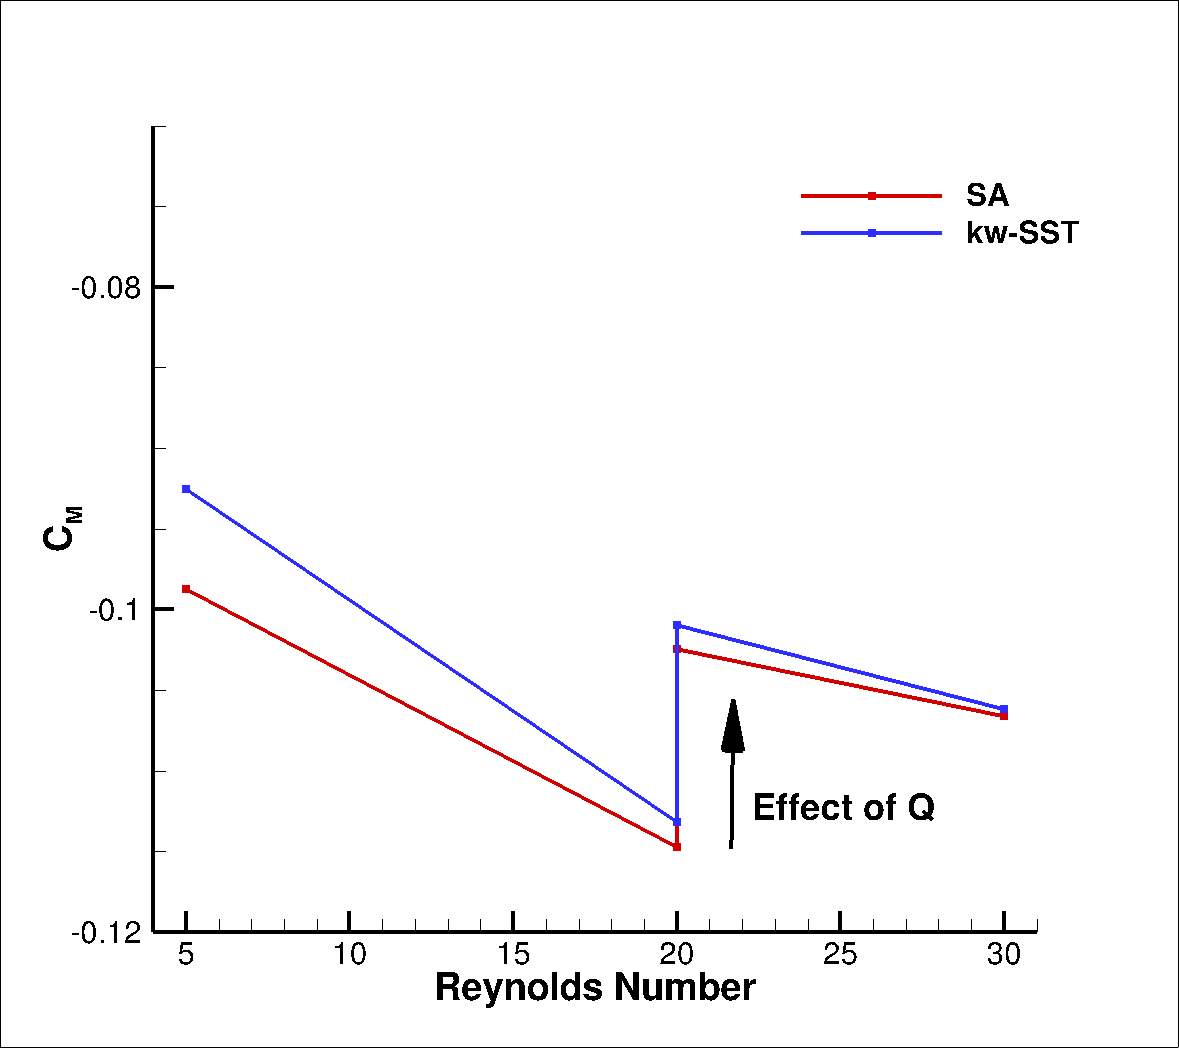 SA
kw-SST
-0.08
C_M
-0.1
Effect of Q
-0.12
5 10 15 20 25 30
Reynolds Number